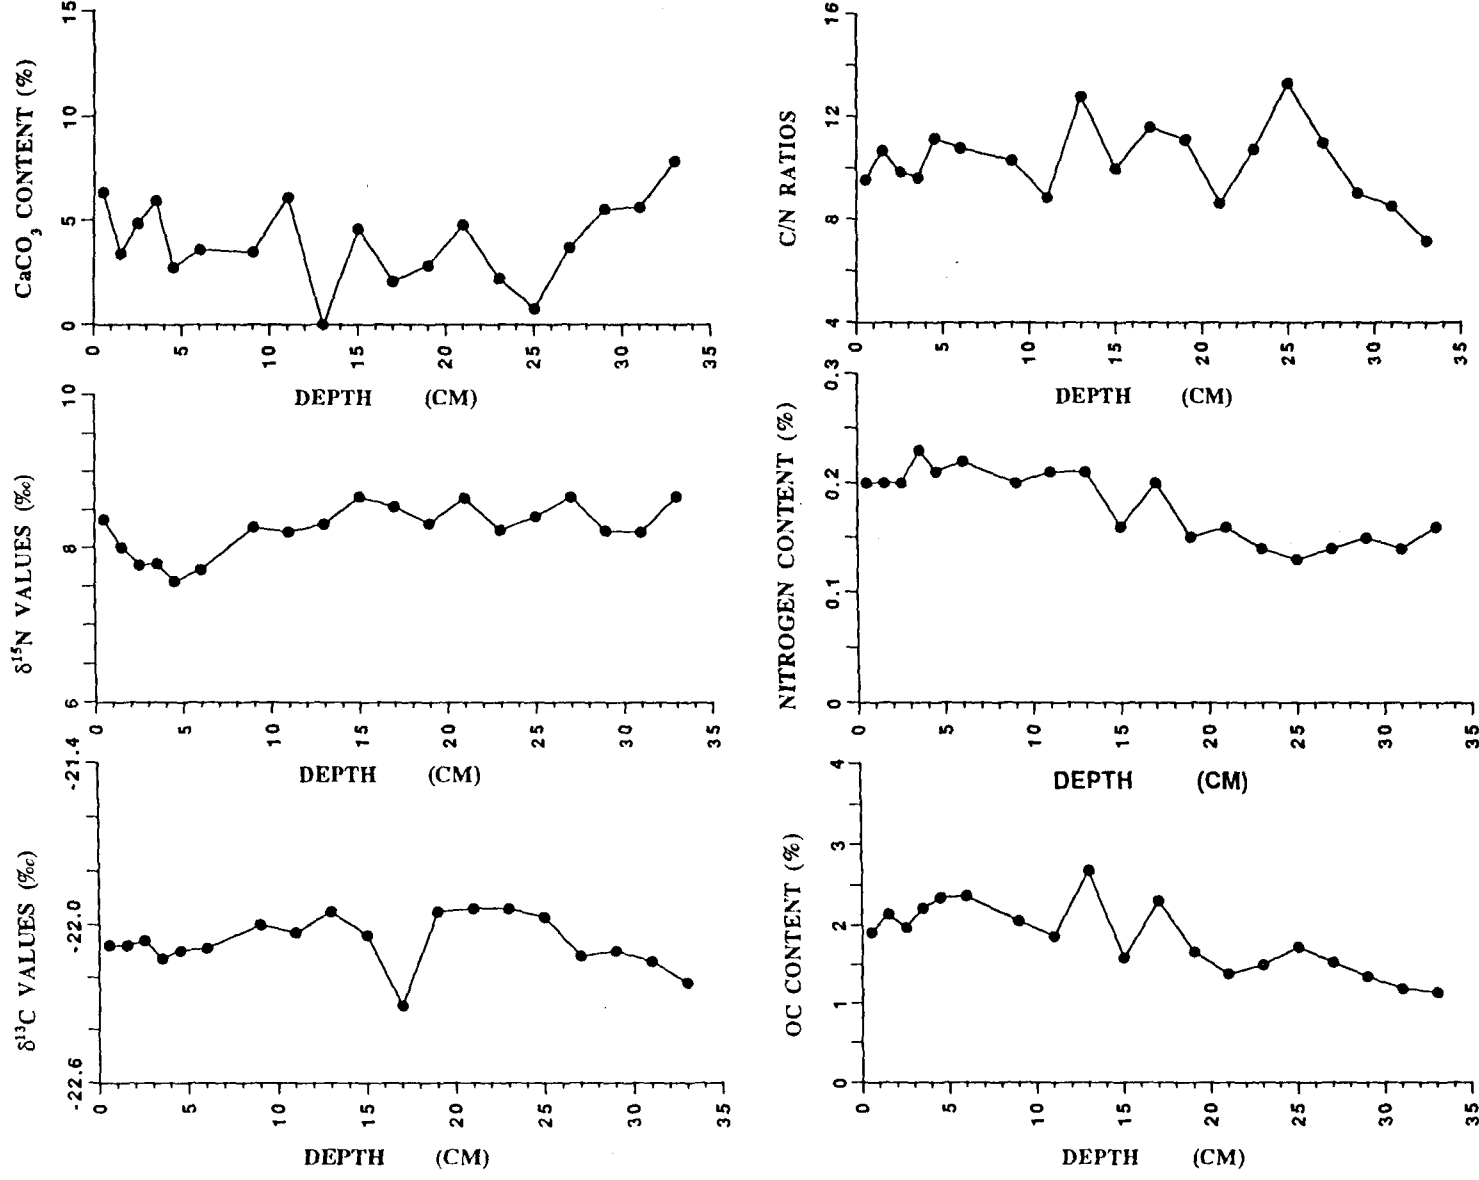 CaCO3 CONTENT (%)
15
10
5
0
0 5 10 15 20 25 30 35
DEPTH (CM)
C/N RATIOS
16
12
8
4
0 5 10 15 20 25 30 35
DEPTH (CM)
δ15N VALUES (‰)
10
8
6
0 5 10 15 20 25 30 35
DEPTH (CM)
NITROGEN CONTENT (%)
0.3
0.2
0.1
0
0 5 10 15 20 25 30 35
DEPTH (CM)
δ13C VALUES (‰)
-21.4
-22.0
-22.6
0 5 10 15 20 25 30 35
DEPTH (CM)
OC CONTENT (%)
4
3
2
1
0
0 5 10 15 20 25 30 35
DEPTH (CM)